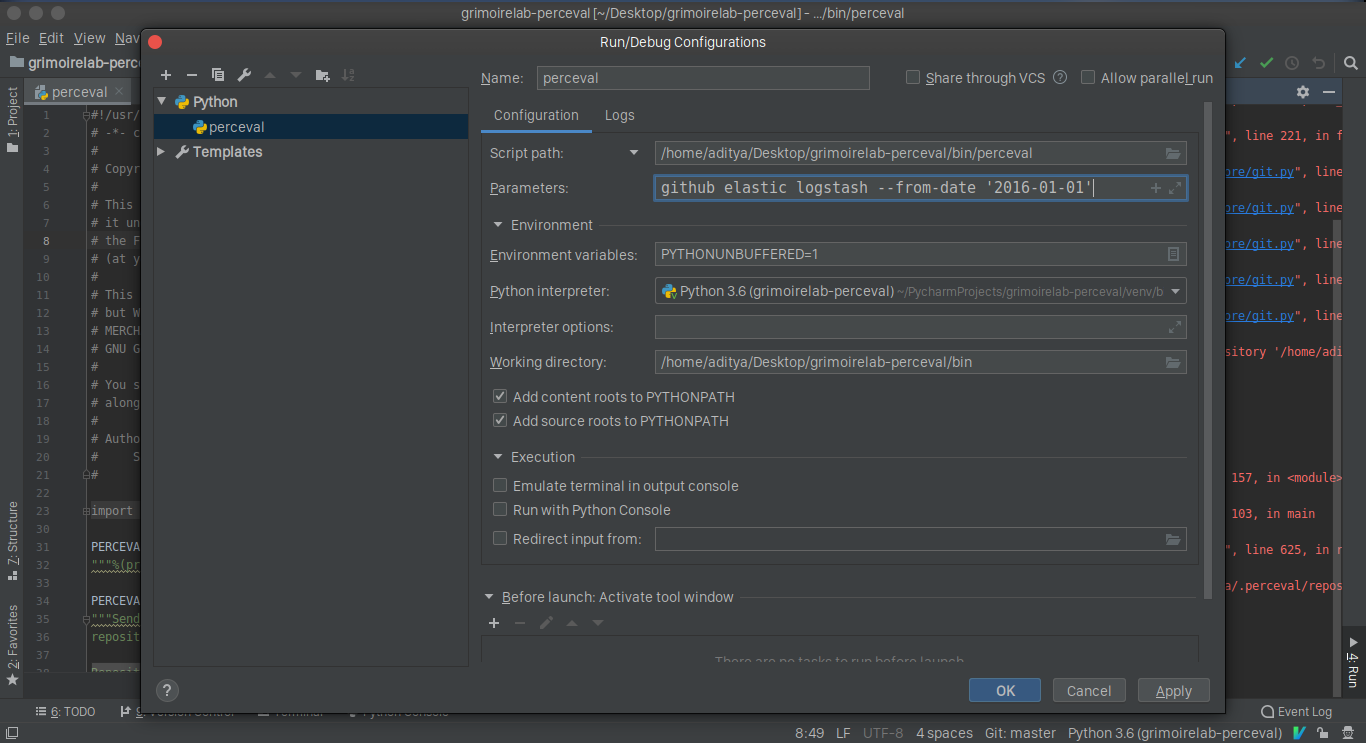 grimoirelab-perceval [~/Desktop/grimoirelab-perceval] - .../bin/perceval
File Edit View Nav
grimoirelab-perc
Run/Debug Configurations
Name: perceval
Share through VCS ? Allow parallel run
Python
perceval
Templates
Configuration Logs
Script path: /home/aditya/Desktop/grimoirelab-perceval/bin/perceval
Parameters: github elastic logstash --from-date '2016-01-01'
Environment
Environment variables: PYTHONUNBUFFERED=1
Python interpreter: Python 3.6 (grimoirelab-perceval) ~/PycharmProjects/grimoirelab-perceval/venv/b
Interpreter options:
Working directory: /home/aditya/Desktop/grimoirelab-perceval/bin
Add content roots to PYTHONPATH
Add source roots to PYTHONPATH
Execution
Emulate terminal in output console
Run with Python Console
Redirect input from:
Before launch: Activate tool window
There are no tasks to run before launch
? OK Cancel Apply
1: Project
7: Structure
2: Favorites
perceval
1 #!/usr/
2 # -*- c
3 #
4 # Copyr
5 #
6 # This
7 # it un
8 # the F
9 # (at y
10 #
11 # This
12 # but W
13 # MERCH
14 # GNU G
15 #
16 # You s
17 # along
18 #
19 # Autho
20 # S
21 #
22
23 import
30
31 PERCEVA
32 """%(pr
33
34 PERCEVA
35 """Send
36 reposit
37
38 Reposit
", line 221, in f
ore/git.py", line
ore/git.py", line
ore/git.py", line
ore/git.py", line
ore/git.py", line
sitory '/home/adi
157, in <module>
103, in main
", line 625, in r
a/.perceval/repos
4: Run
6: TODO 9: Version Control Terminal Python Console Event Log
8:49 LF UTF-8 4 spaces Git: master Python 3.6 (grimoirelab-perceval)